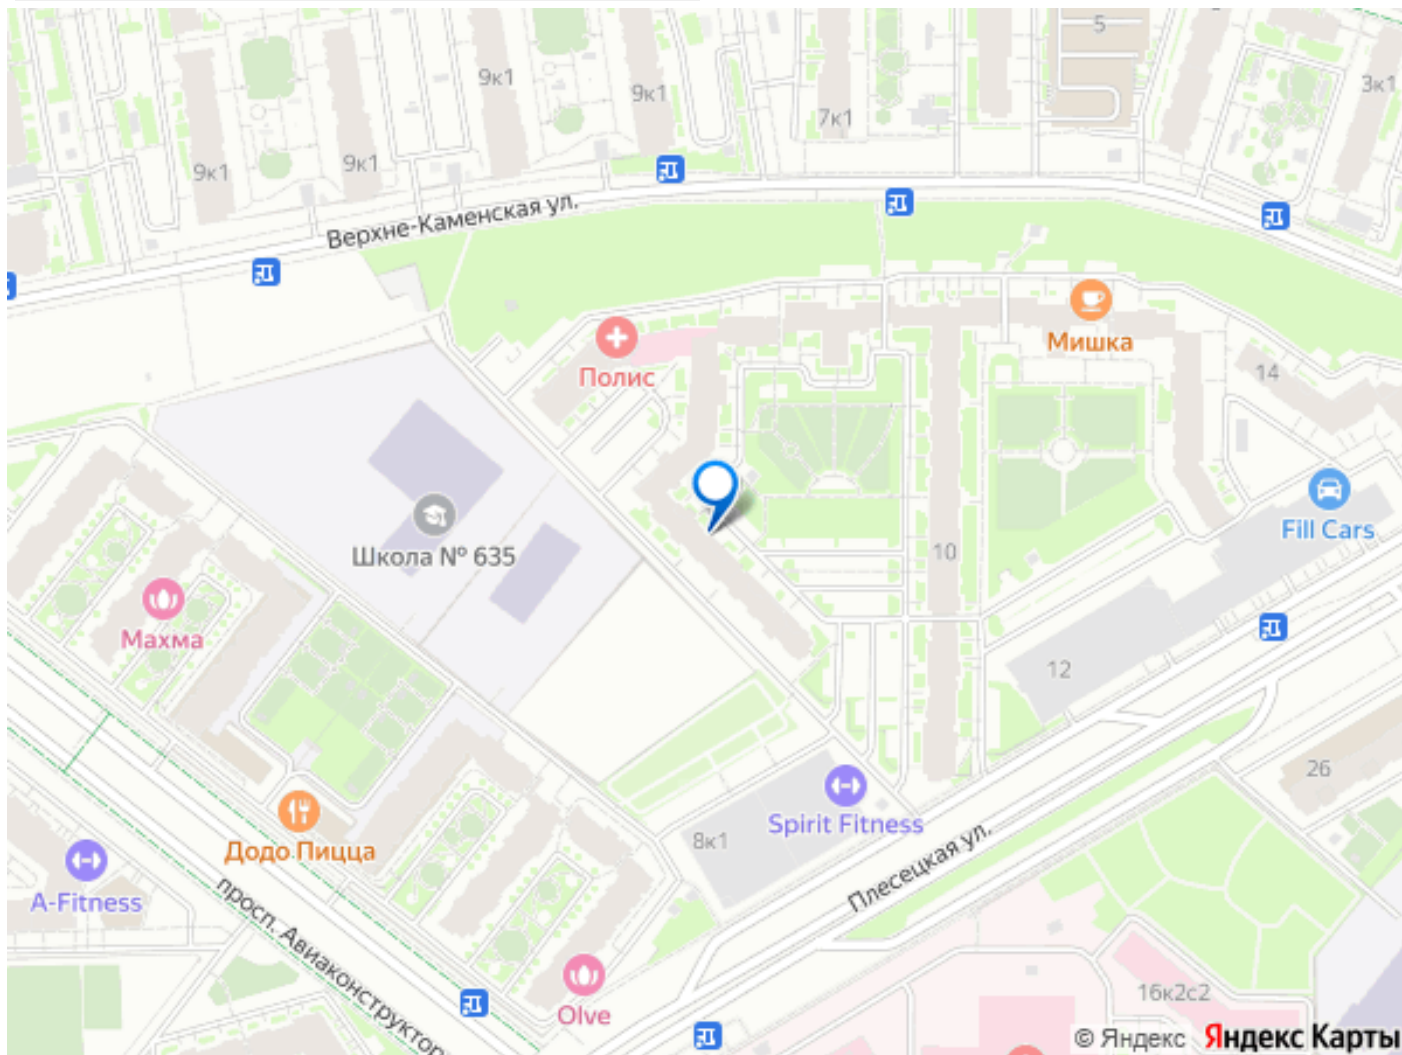 5
9к1
9к1
3к1
7к1
9к1
9к1
Верхне-Каменская ул.
Мишка
Полис
14
Fill Cars
Школа № 635
10
Махма
12
26
Spirit Fitness
8к1
Додо Пицца
Плесецкая ул.
A-Fitness
просп. Авиаконструктор
16к2с2
Olve
© Яндекс Яндекс Карты